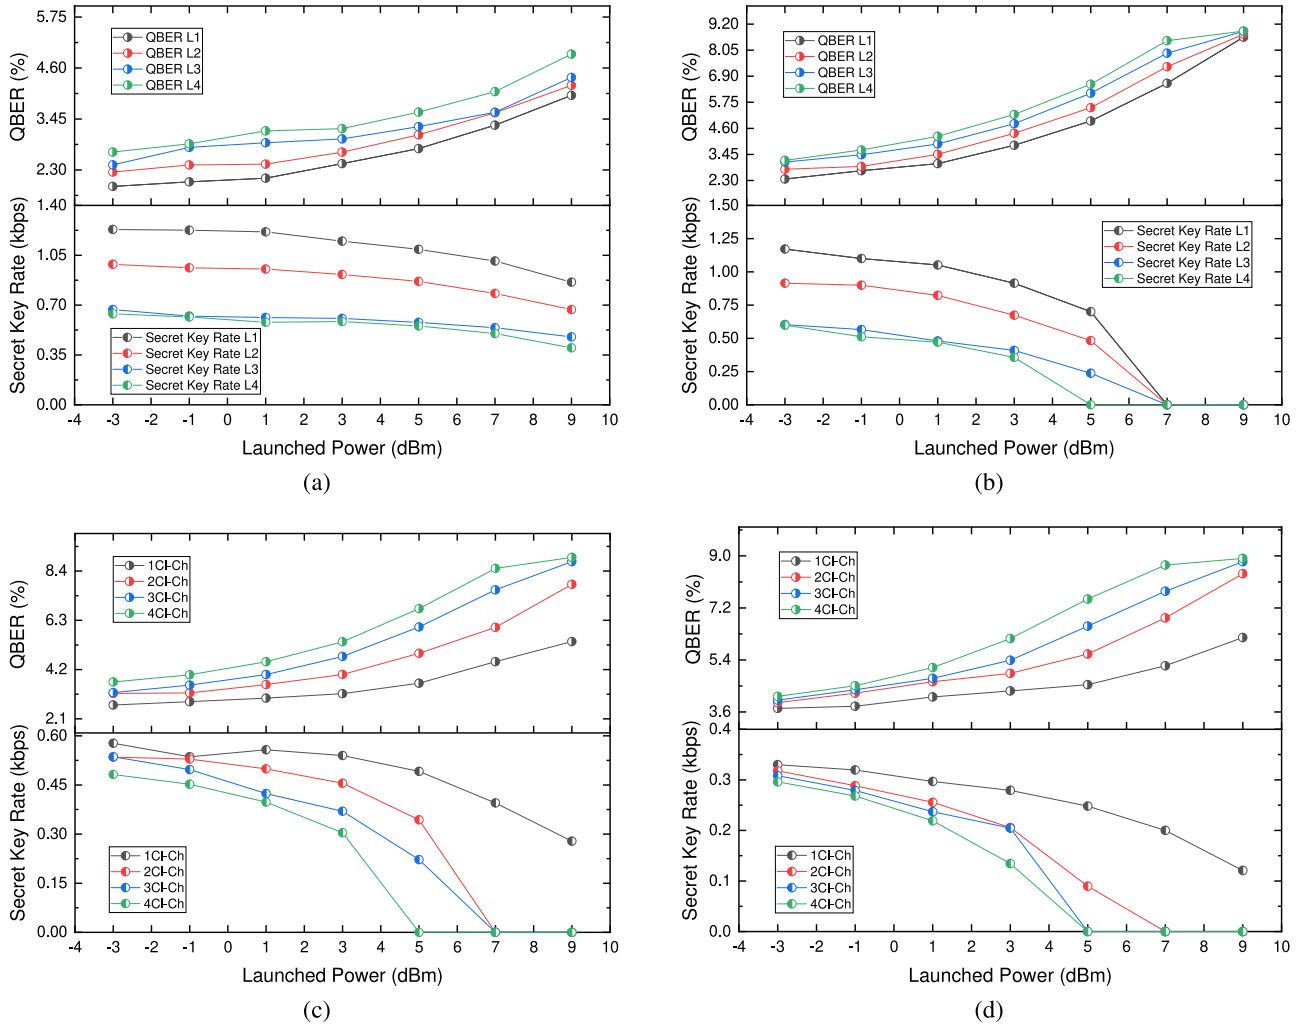 5.75
4.60
3.45
2.30
QBER (%)
QBER L1
QBER L2
QBER L3
QBER L4
1.40
1.05
0.70
0.35
0.00
Secret Key Rate (kbps)
Secret Key Rate L1
Secret Key Rate L2
Secret Key Rate L3
Secret Key Rate L4
-4 -3 -2 -1 0 1 2 3 4 5 6 7 8 9 10
Launched Power (dBm)
(a)
9.20
8.05
6.90
5.75
4.60
3.45
2.30
QBER (%)
QBER L1
QBER L2
QBER L3
QBER L4
1.50
1.25
1.00
0.75
0.50
0.25
0.00
Secret Key Rate (kbps)
Secret Key Rate L1
Secret Key Rate L2
Secret Key Rate L3
Secret Key Rate L4
-4 -3 -2 -1 0 1 2 3 4 5 6 7 8 9 10
Launched Power (dBm)
(b)
8.4
6.3
4.2
2.1
QBER (%)
1Cl-Ch
2Cl-Ch
3Cl-Ch
4Cl-Ch
0.60
0.45
0.30
0.15
0.00
Secret Key Rate (kbps)
1Cl-Ch
2Cl-Ch
3Cl-Ch
4Cl-Ch
-4 -3 -2 -1 0 1 2 3 4 5 6 7 8 9 10
Launched Power (dBm)
(c)
9.0
7.2
5.4
3.6
QBER (%)
1Cl-Ch
2Cl-Ch
3Cl-Ch
4Cl-Ch
0.4
0.3
0.2
0.1
0.0
Secret Key Rate (kbps)
1Cl-Ch
2Cl-Ch
3Cl-Ch
4Cl-Ch
-4 -3 -2 -1 0 1 2 3 4 5 6 7 8 9 10
Launched Power (dBm)
(d)